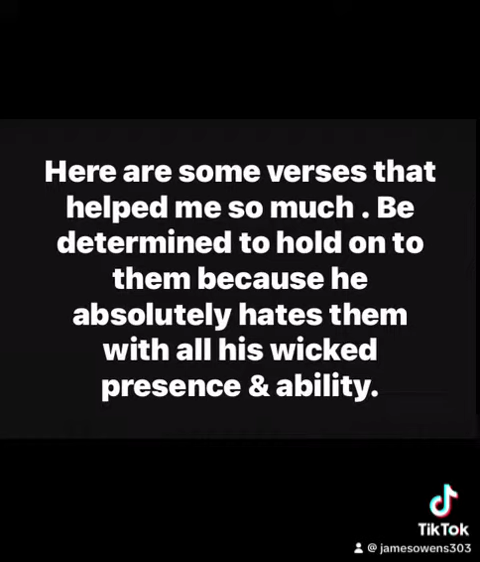 Here are some verses that
helped me so much . Be
determined to hold on to
them because he
absolutely hates them
with all his wicked
presence & ability.
TikTok
@jamesowens303